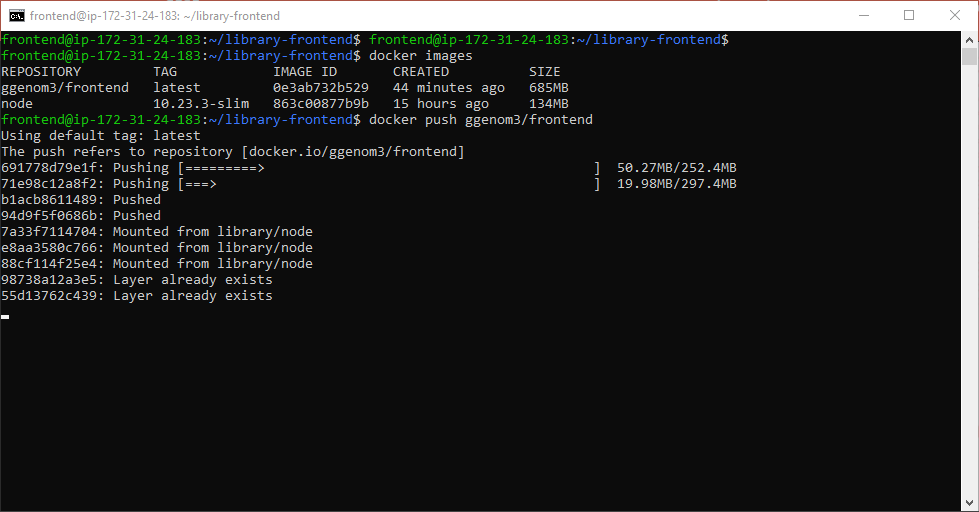 frontend@ip-172-31-24-183: ~/library-frontend
frontend@ip-172-31-24-183:~/library-frontend$ frontend@ip-172-31-24-183:~/library-frontend$
frontend@ip-172-31-24-183:~/library-frontend$ docker images
REPOSITORY          TAG            IMAGE ID       CREATED          SIZE
ggenom3/frontend   latest         0e3ab732b529   44 minutes ago   685MB
node               10.23.3-slim   863c00877b9b   15 hours ago     134MB
frontend@ip-172-31-24-183:~/library-frontend$ docker push ggenom3/frontend
Using default tag: latest
The push refers to repository [docker.io/ggenom3/frontend]
691778d79e1f: Pushing [=========>                                         ]  50.27MB/252.4MB
71e98c12a8f2: Pushing [===>                                               ]  19.98MB/297.4MB
b1acb8611489: Pushed
94d9f5f0686b: Pushed
7a33f7114704: Mounted from library/node
e8aa3580c766: Mounted from library/node
88cf114f25e4: Mounted from library/node
98738a12a3e5: Layer already exists
55d13762c439: Layer already exists